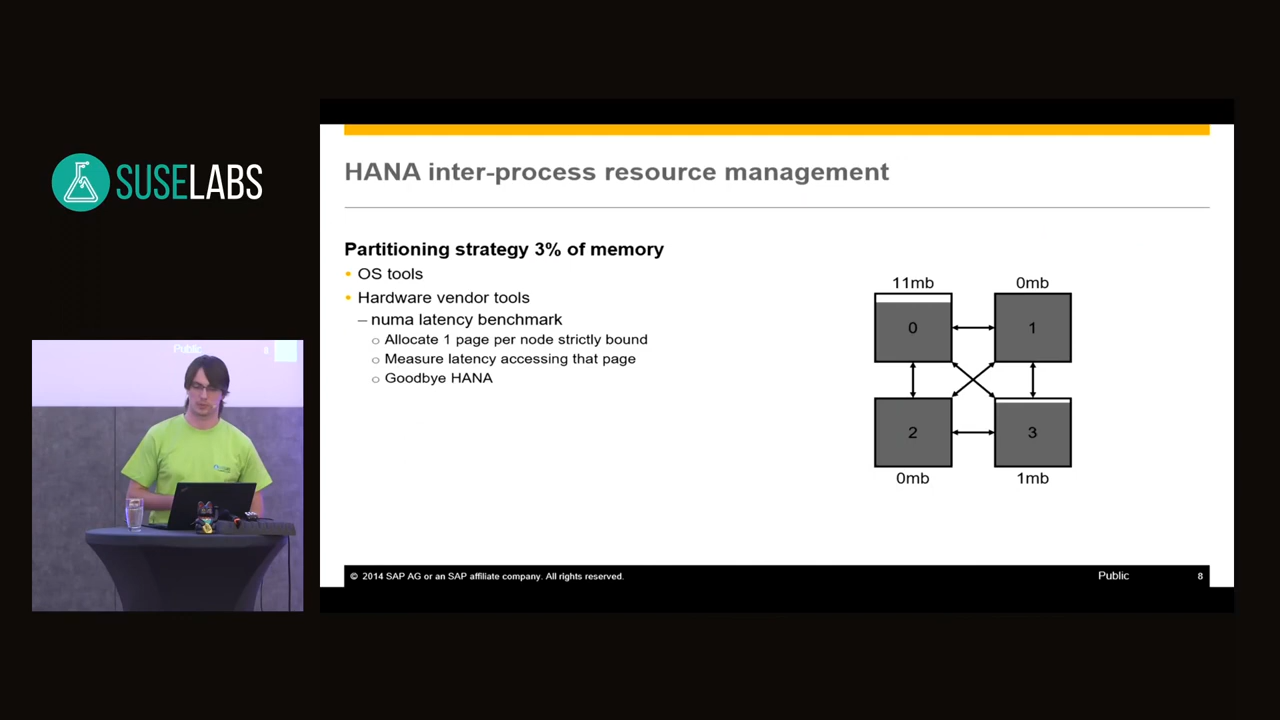 SUSELABS
HANA inter-process resource management
Partitioning strategy 3% of memory
• OS tools
• Hardware vendor tools
– numa latency benchmark
○ Allocate 1 page per node strictly bound
○ Measure latency accessing that page
○ Goodbye HANA
11mb 0mb
0 1
2 3
0mb 1mb
© 2014 SAP AG or an SAP affiliate company. All rights reserved. Public 8
Public 8